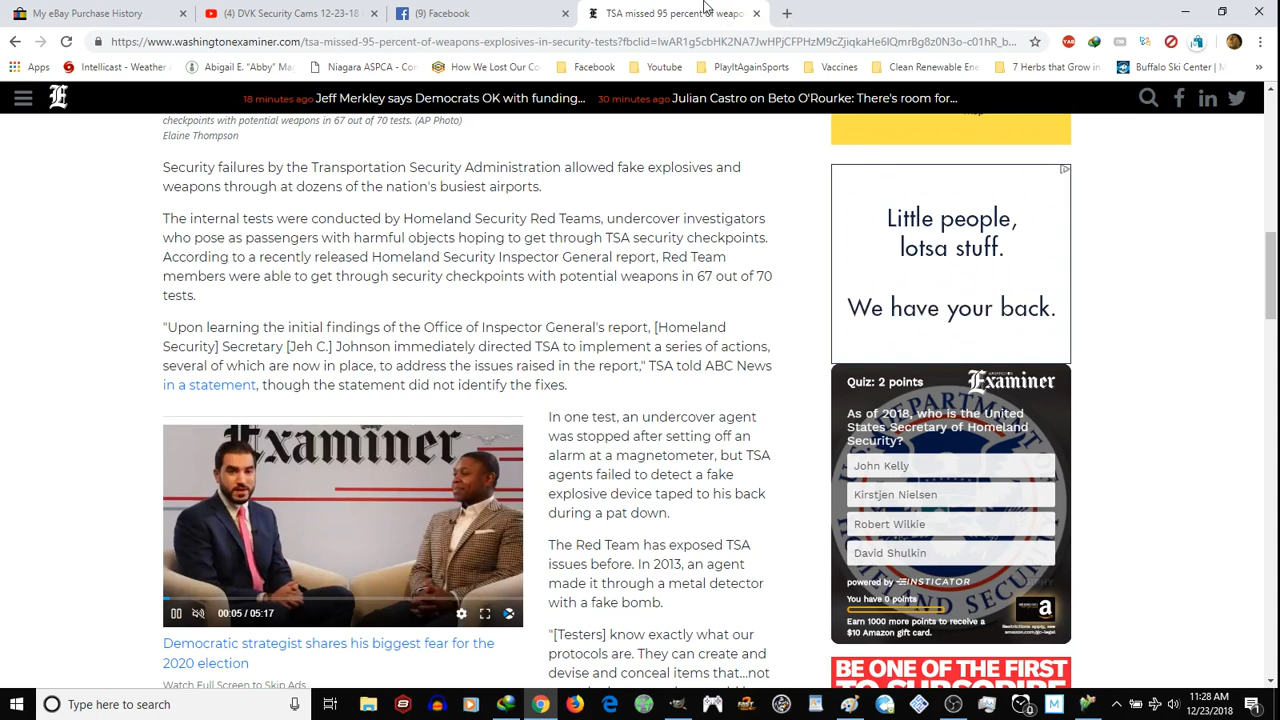 My eBay Purchase History
(4) DVK Security Cams 12-23-18
(9) Facebook
TSA missed 95 percent of weapo
https://www.washingtonexaminer.com/tsa-missed-95-percent-of-weapons-explosives-in-security-tests?fbclid=IwAR1g5cbHK2NA7JwHPjCFPHzM9cZjiqkaHe6IQmrBg8z0N3o-c01hR_b...
Apps
Intellicast - Weather
Abigail E. "Abby" Ma
Niagara ASPCA - Co
How We Lost Our Co
Facebook
Youtube
PlayItAgainSports
Vaccines
Clean Renewable Ene
7 Herbs that Grow in
Buffalo Ski Center |
18 minutes ago Jeff Merkley says Democrats OK with funding...
30 minutes ago Julian Castro on Beto O'Rourke: There's room for...
checkpoints with potential weapons in 67 out of 70 tests. (AP Photo)
Elaine Thompson
Security failures by the Transportation Security Administration allowed fake explosives and
weapons through at dozens of the nation's busiest airports.
The internal tests were conducted by Homeland Security Red Teams, undercover investigators
who pose as passengers with harmful objects hoping to get through TSA security checkpoints.
According to a recently released Homeland Security Inspector General report, Red Team
members were able to get through security checkpoints with potential weapons in 67 out of 70
tests.
"Upon learning the initial findings of the Office of Inspector General's report, [Homeland
Security] Secretary [Jeh C.] Johnson immediately directed TSA to implement a series of actions,
several of which are now in place, to address the issues raised in the report," TSA told ABC News
in a statement, though the statement did not identify the fixes.
Examiner
00:05 / 05:17
Democratic strategist shares his biggest fear for the
2020 election
Watch Full Screen to Skip Ads
In one test, an undercover agent
was stopped after setting off an
alarm at a magnetometer, but TSA
agents failed to detect a fake
explosive device taped to his back
during a pat down.
The Red Team has exposed TSA
issues before. In 2013, an agent
made it through a metal detector
with a fake bomb.
"[Testers] know exactly what our
protocols are. They can create and
devise and conceal items that...not
Little people,
lotsa stuff.
We have your back.
Quiz: 2 points
Examiner
As of 2018, who is the United
States Secretary of Homeland
Security?
John Kelly
Kirstjen Nielsen
Robert Wilkie
David Shulkin
powered by INSTICATOR
You have 0 points
Earn 1000 more points to receive a
$10 Amazon gift card.
Restrictions apply, see
amazon.com/gc-legal
BE ONE OF THE FIRST
TO SUBSCRIBE
Type here to search
11:28 AM
12/23/2018